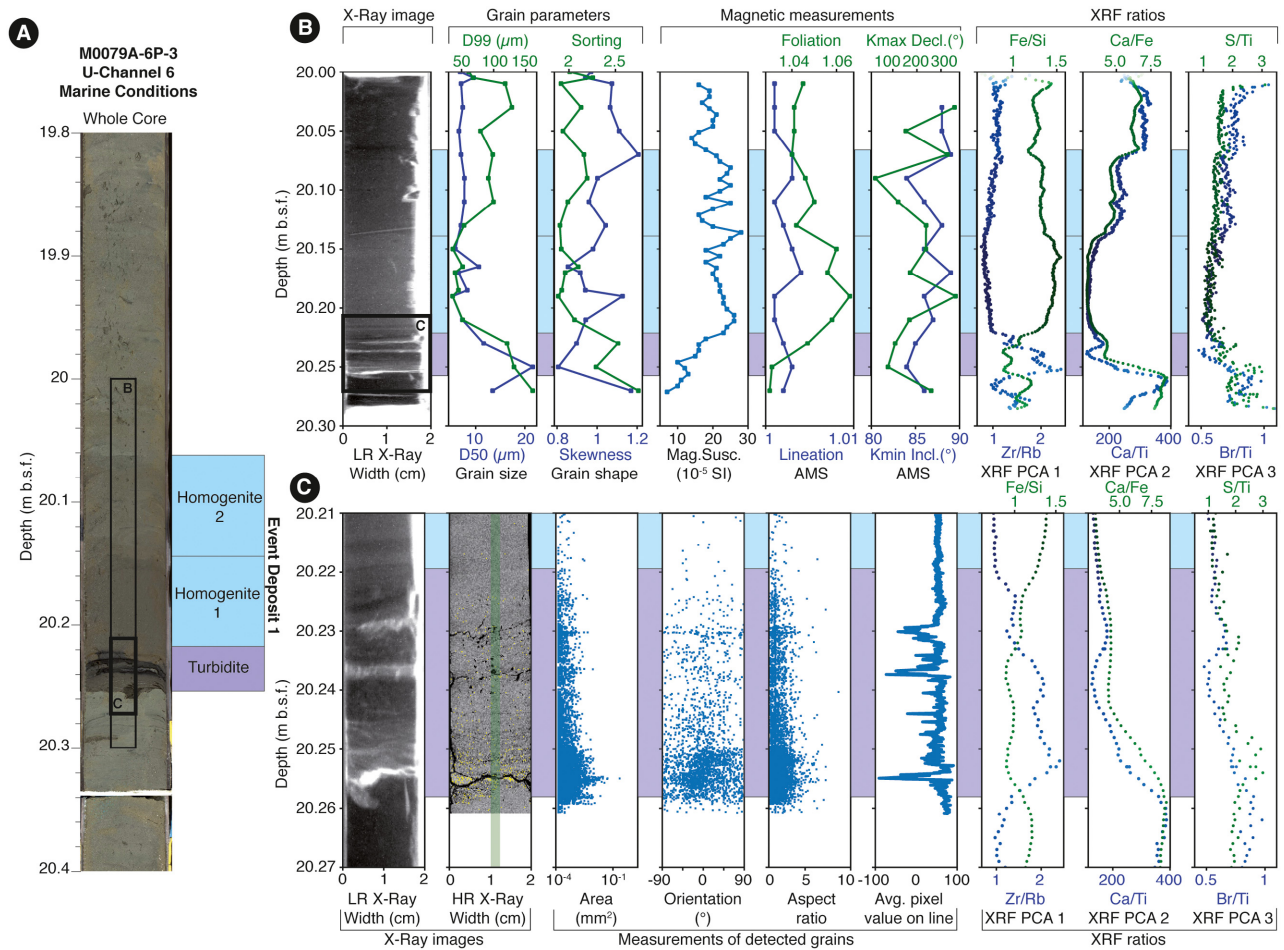 A
M0079A-6P-3
U-Channel 6
Marine Conditions
Whole Core
19.8
19.9
20
20.1
20.2
20.3
20.4
Depth (m b.s.f.)
B
C
Homogenite
2
Homogenite
1
Turbidite
Event Deposit 1
B
X-Ray image
Grain parameters
Magnetic measurements
XRF ratios
D99 (µm)
50 100 150
Sorting
2 2.5
Foliation
1.04 1.06
Kmax Decl.(°)
100 200 300
Fe/Si
1 1.5
Ca/Fe
5.0 7.5
S/Ti
1 2 3
Depth (m b.s.f.)
20.00
20.05
20.10
20.15
20.20
20.25
20.30
C
0 1 2
LR X-Ray
Width (cm)
10 20
D50 (µm)
Grain size
0.8 1 1.2
Skewness
Grain shape
10 20 30
Mag.Susc.
(10-5 SI)
1 1.01
Lineation
AMS
80 85 90
Kmin Incl.(°)
AMS
1 2
Zr/Rb
XRF PCA 1
200 400
Ca/Ti
XRF PCA 2
0.5 1
Br/Ti
XRF PCA 3
C
Fe/Si
1 1.5
Ca/Fe
5.0 7.5
S/Ti
1 2 3
Depth (m b.s.f.)
20.21
20.22
20.23
20.24
20.25
20.26
20.27
0 1 2
LR X-Ray
Width (cm)
0 1 2
HR X-Ray
Width (cm)
X-Ray images
10-4 10-1
Area
(mm2)
-90 0 90
Orientation
(°)
0 5 10
Aspect
ratio
-100 0 100
Avg. pixel
value on line
Measurements of detected grains
1 2
Zr/Rb
XRF PCA 1
200 400
Ca/Ti
XRF PCA 2
0.5 1
Br/Ti
XRF PCA 3
XRF ratios